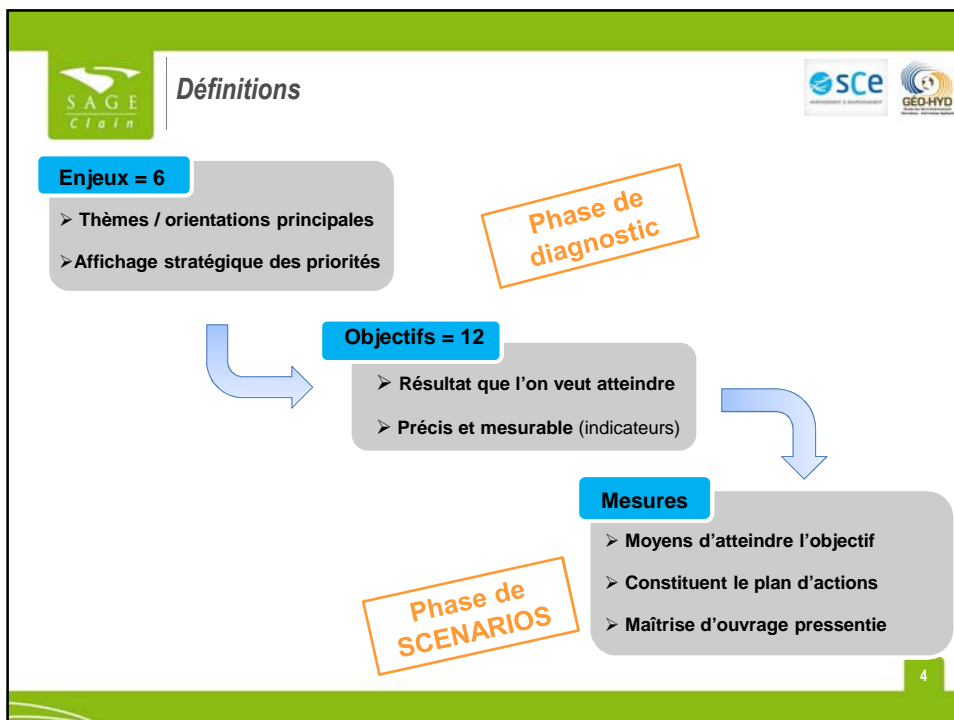 SAGE
Clain
Définitions
sce
GÉO-HYD
Enjeux = 6
➢ Thèmes / orientations principales
➢Affichage stratégique des priorités
Phase de
diagnostic
Objectifs = 12
➢ Résultat que l'on veut atteindre
➢ Précis et mesurable (indicateurs)
Mesures
➢ Moyens d'atteindre l'objectif
➢ Constituent le plan d'actions
➢ Maîtrise d'ouvrage pressentie
Phase de
SCENARIOS
4